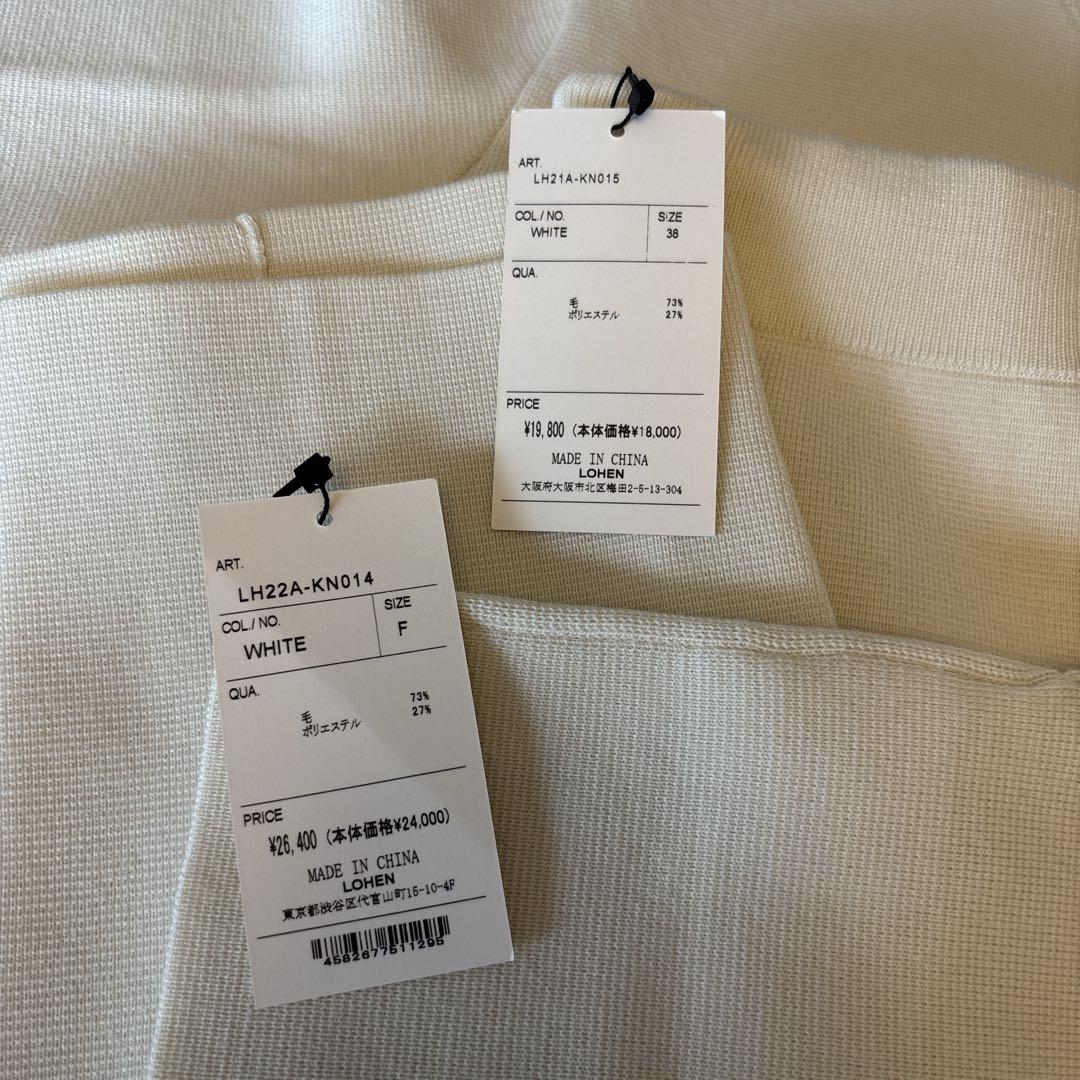 ART.
LH21A-KN015
COL./ NO. SIZE
WHITE 38
QUA.
毛 73%
ポリエステル 27%
PRICE
¥19,800 (本体価格¥18,000)
MADE IN CHINA
LOHEN
大阪府大阪市北区梅田2-5-13-304
ART.
LH22A-KN014
COL./ NO. SIZE
WHITE F
QUA.
毛 73%
ポリエステル 27%
PRICE
¥26,400 (本体価格¥24,000)
MADE IN CHINA
LOHEN
東京都渋谷区代官山町15-10-4F
4582677511295